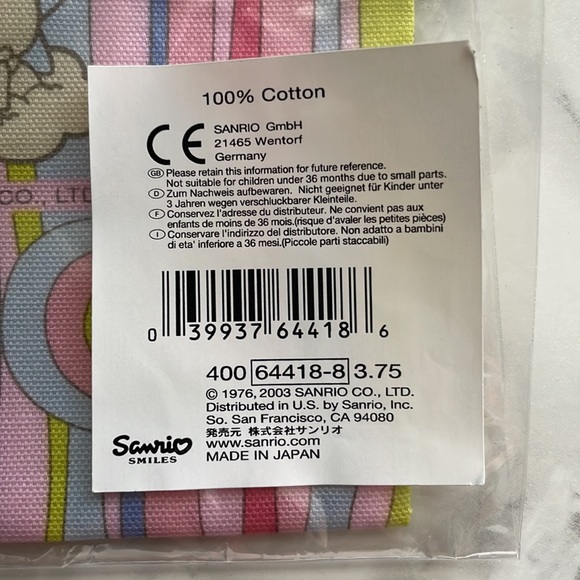 CO., LTD
100% Cotton
CE
SANRIO GmbH
21465 Wentorf
Germany
GB Please retain this information for future reference.
Not suitable for children under 36 months due to small parts.
D Zum Nachweis aufbewaren. Nicht geeignet für Kinder unter
3 Jahren wegen verschluckbarer Kleinteile.
F Conservez l'adresse du distributeur. Ne convient pas aux
enfants de moins de 36 mois.(risque d'avaler les petites pièces)
I Conservare l'indirizzo del distributore. Non adatto a bambini
di eta' inferiore a 36 mesi.(Piccole parti staccabili)
0 39937 64418 6
400 64418-8 3.75
© 1976, 2003 SANRIO CO., LTD.
Distributed in U.S. by Sanrio, Inc.
So. San Francisco, CA 94080
発売元 株式会社サンリオ
www.sanrio.com
MADE IN JAPAN
Sanrio
SMILES